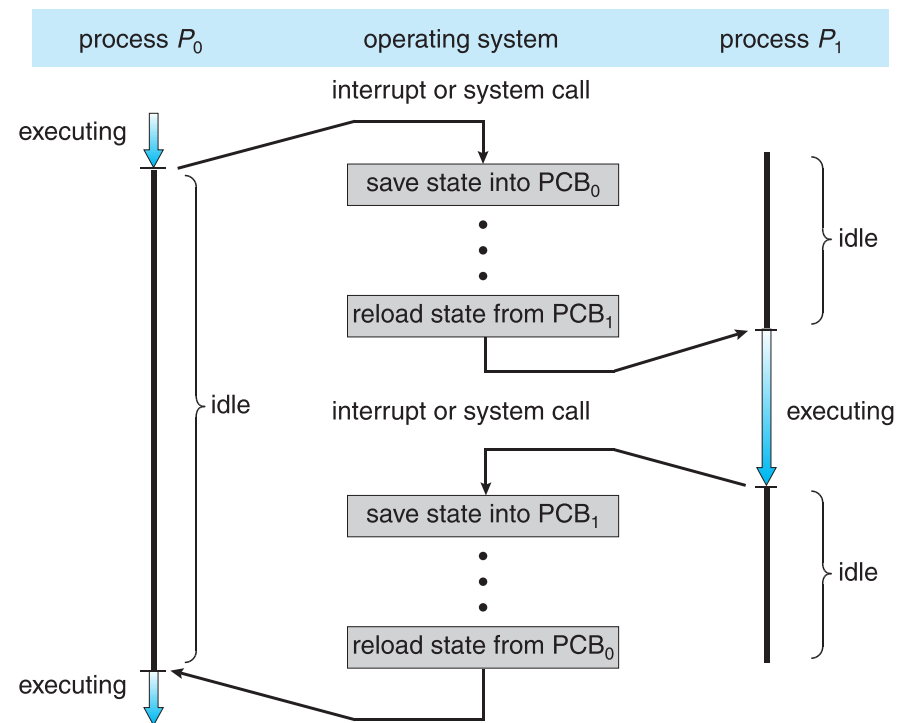 process P₀ operating system process P₁
interrupt or system call
executing
save state into PCB₀
idle
reload state from PCB₁
idle
interrupt or system call
executing
save state into PCB₁
idle
reload state from PCB₀
executing